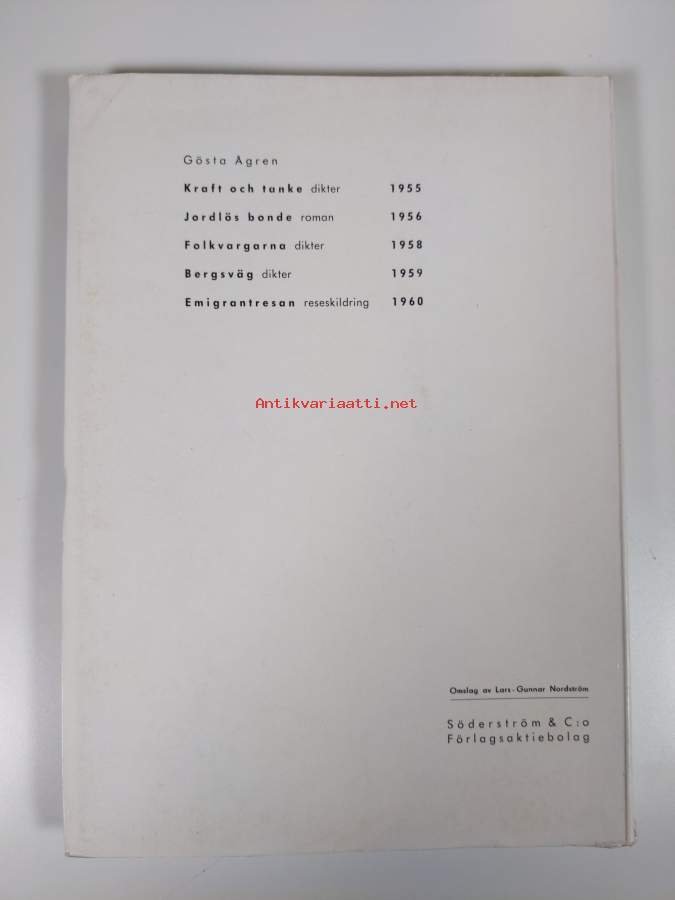 Gösta Ågren
Kraft och tanke dikter 1955
Jordlös bonde roman 1956
Folkvargarna dikter 1958
Bergsväg dikter 1959
Emigrantresan reseskildring 1960
Antikvariaatti.net
Omslag av Lars-Gunnar Nordström
Söderström & C:o
Förlagsaktiebolag